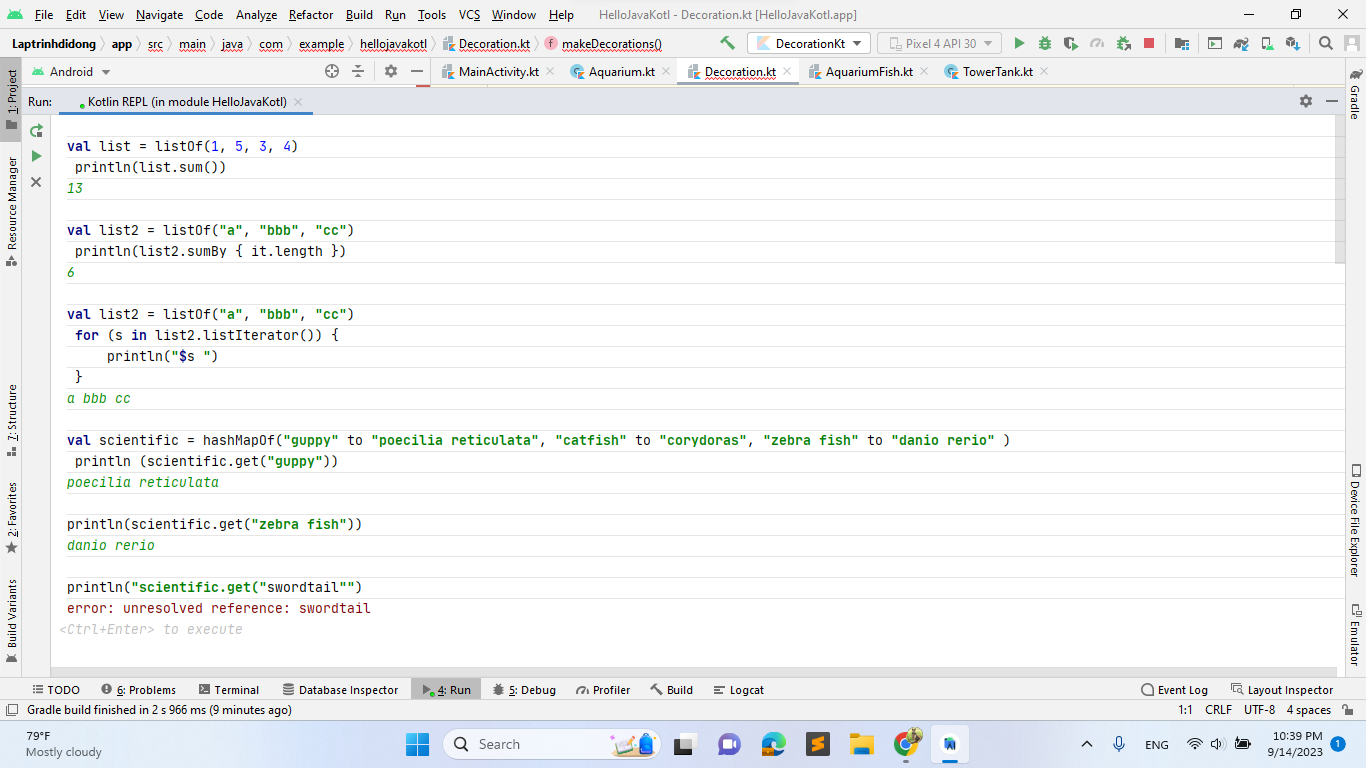 File Edit View Navigate Code Analyze Refactor Build Run Tools VCS Window Help HelloJavaKotl - Decoration.kt [HelloJavaKotl.app]
Laptrinhdidong app src main java com example hellojavakotl Decoration.kt makeDecorations() DecorationKt Pixel 4 API 30
Android MainActivity.kt Aquarium.kt Decoration.kt AquariumFish.kt TowerTank.kt
Run: Kotlin REPL (in module HelloJavaKotl)
1: Project
Resource Manager
7: Structure
2: Favorites
Build Variants
val list = listOf(1, 5, 3, 4)
println(list.sum())
13
val list2 = listOf("a", "bbb", "cc")
println(list2.sumBy { it.length })
6
val list2 = listOf("a", "bbb", "cc")
for (s in list2.listIterator()) {
println("$s ")
}
a bbb cc
val scientific = hashMapOf("guppy" to "poecilia reticulata", "catfish" to "corydoras", "zebra fish" to "danio rerio" )
println (scientific.get("guppy"))
poecilia reticulata
println(scientific.get("zebra fish"))
danio rerio
println("scientific.get("swordtail"")
error: unresolved reference: swordtail
<Ctrl+Enter> to execute
Gradle
Device File Explorer
Emulator
TODO 6: Problems Terminal Database Inspector 4: Run 5: Debug Profiler Build Logcat Event Log Layout Inspector
Gradle build finished in 2 s 966 ms (9 minutes ago) 1:1 CRLF UTF-8 4 spaces
79°F
Mostly cloudy
Search
ENG
10:39 PM
9/14/2023
1